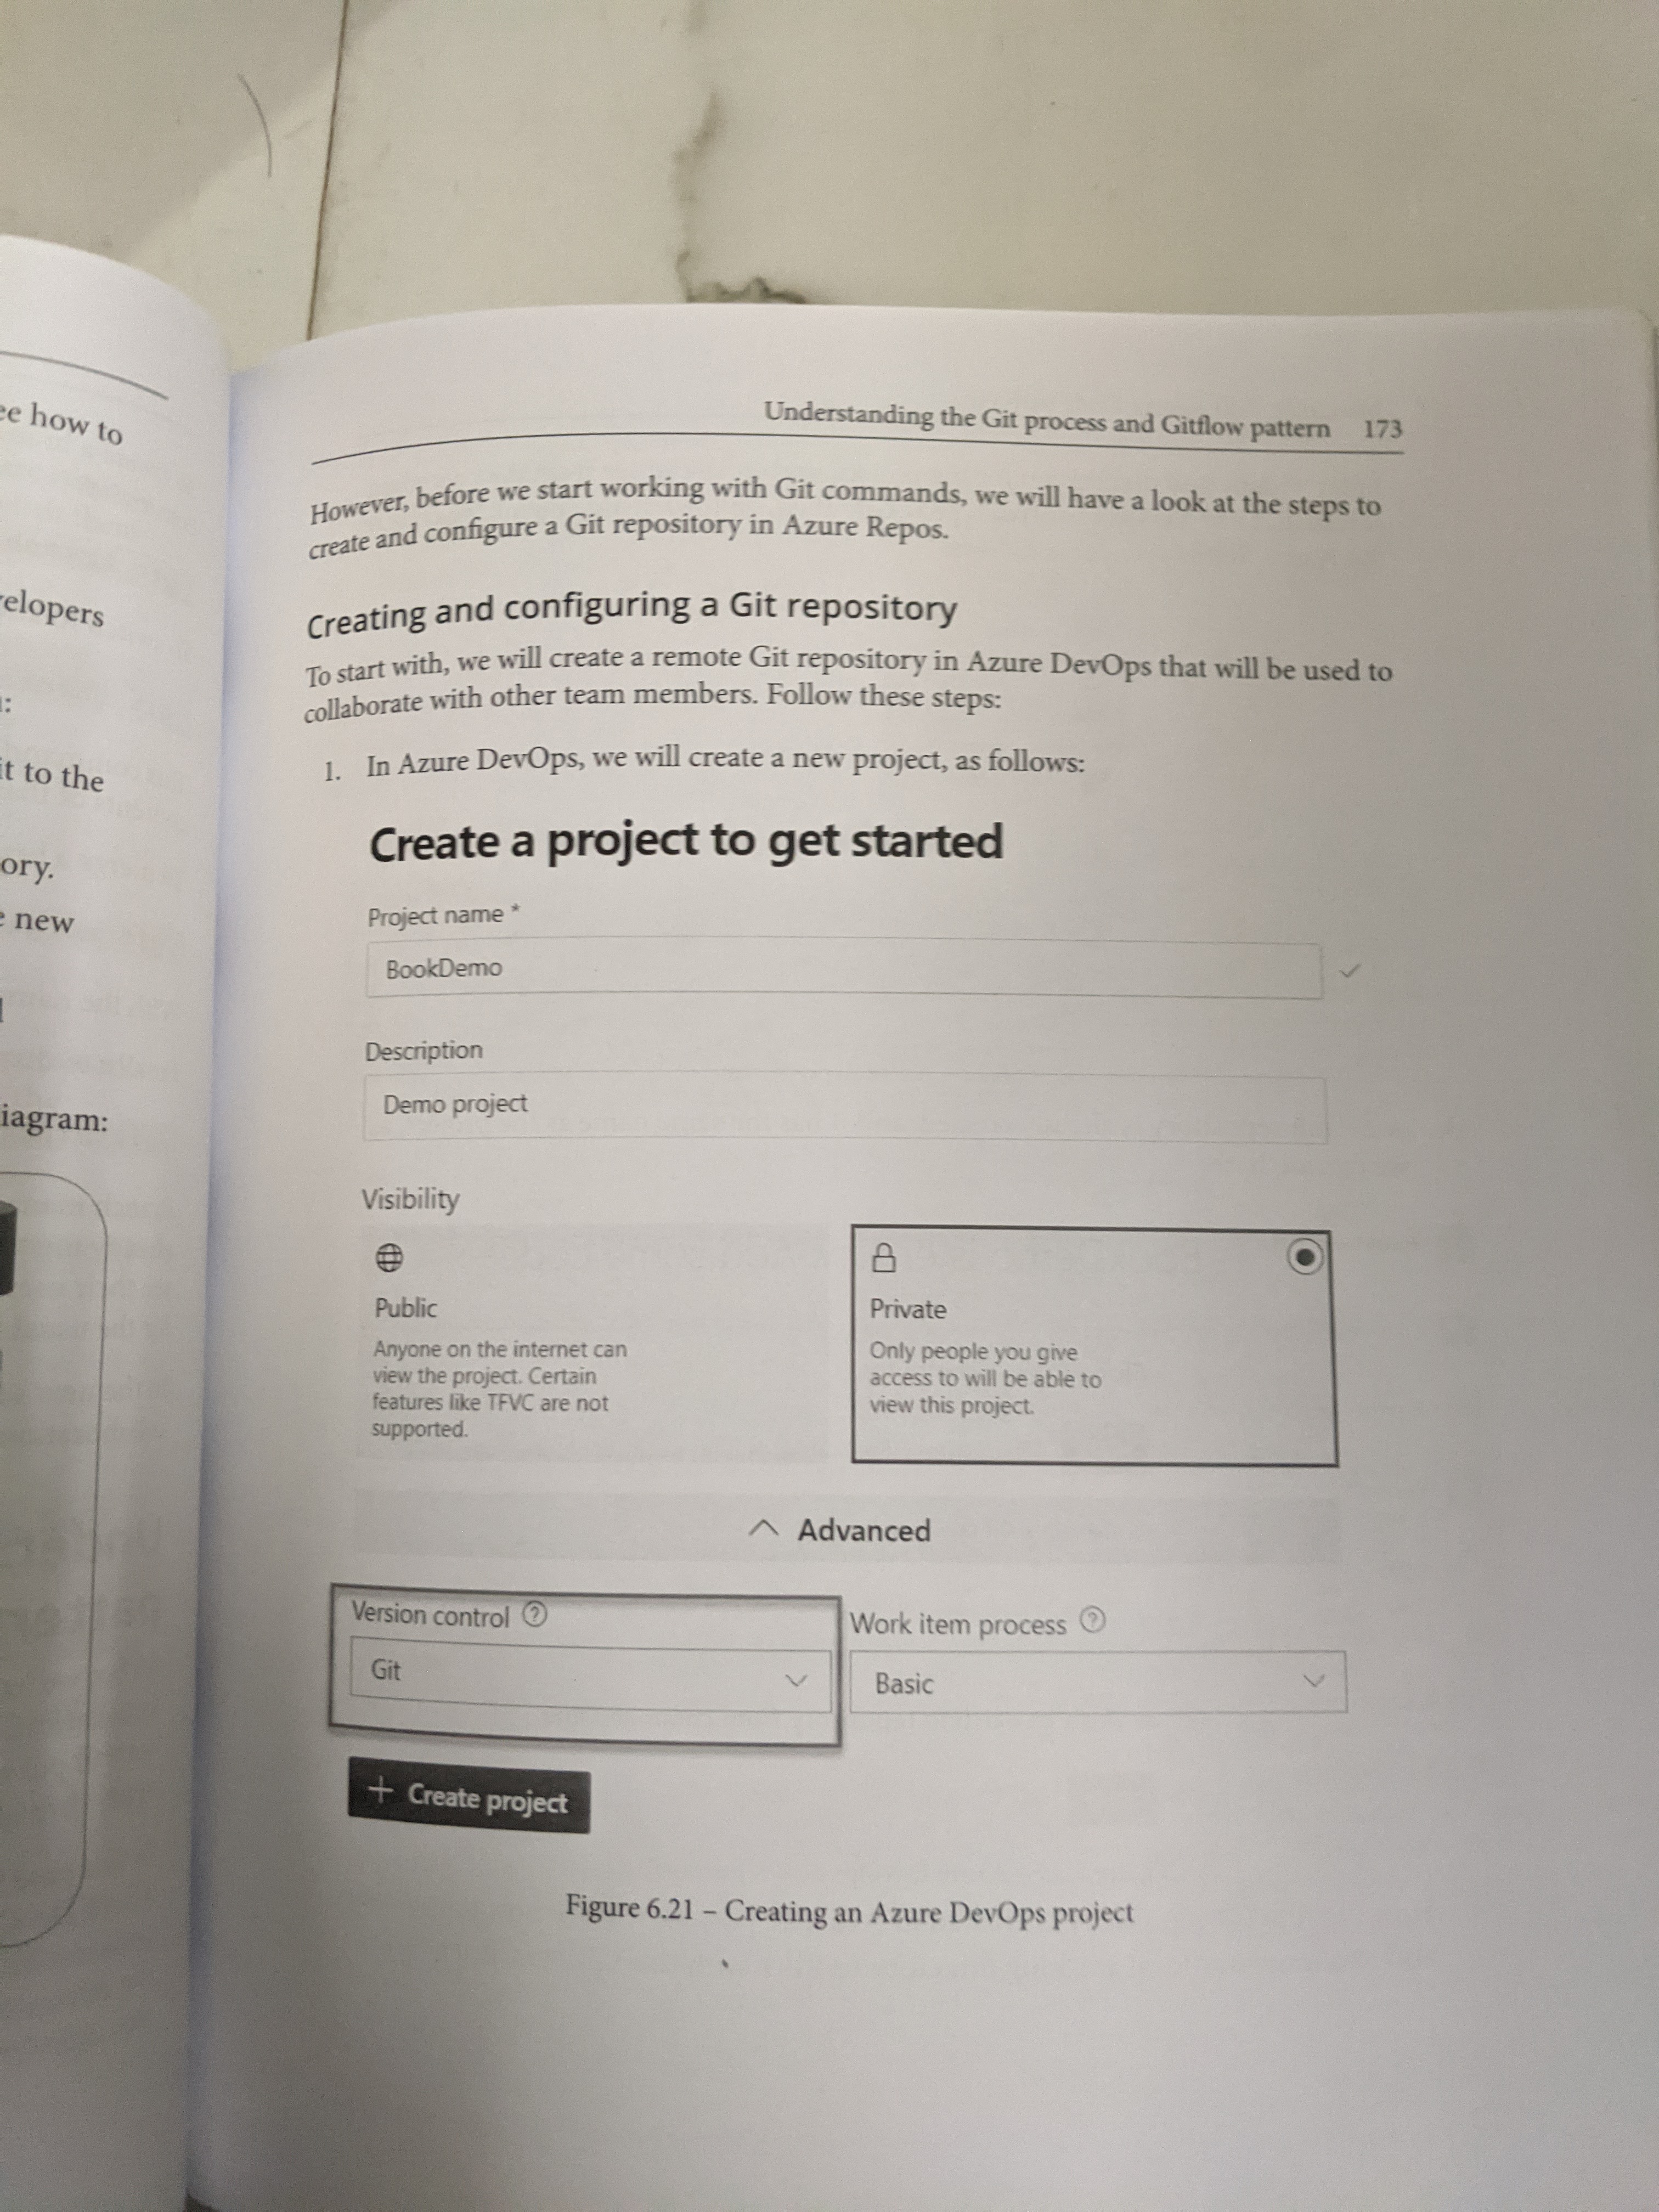 ee how to
velopers
it to the
ory.
new
iagram:
Understanding the Git process and Gitflow pattern 173
However, before we start working with Git commands, we will have a look at the steps to
create and configure a Git repository in Azure Repos.
Creating and configuring a Git repository
To start with, we will create a remote Git repository in Azure DevOps that will be used to
collaborate with other team members. Follow these steps:
1. In Azure DevOps, we will create a new project, as follows:
Create a project to get started
Project name *
BookDemo
Description
Demo project
Visibility
Public
Anyone on the internet can
view the project. Certain
features like TFVC are not
supported.
Private
Only people you give
access to will be able to
view this project.
Advanced
Version control ?
Git
Work item process ?
Basic
+ Create project
Figure 6.21 – Creating an Azure DevOps project